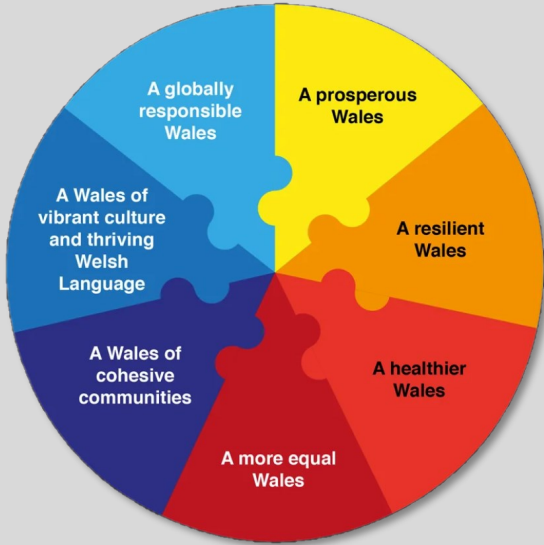 A prosperous
Wales
A resilient
Wales
A healthier
Wales
A more equal
Wales
A Wales of
cohesive
communities
A Wales of
vibrant culture
and thriving
Welsh
Language
A globally
responsible
Wales